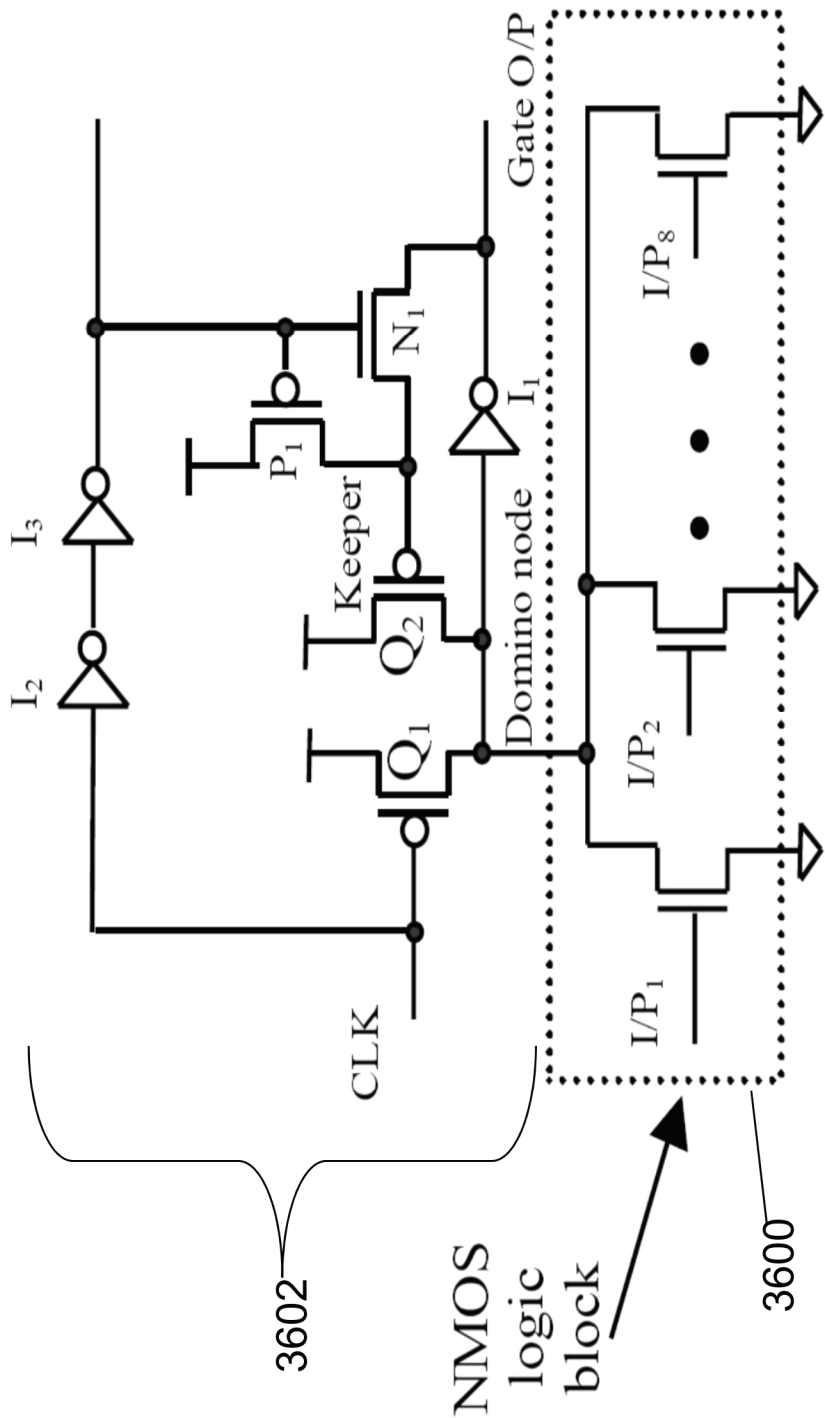 I₂
I₃
P₁
N₁
Keeper
Q₁
Q₂
I₁
CLK
Domino node
Gate O/P
I/P₁
I/P₂
I/P₈
NMOS
logic
block
3602
3600